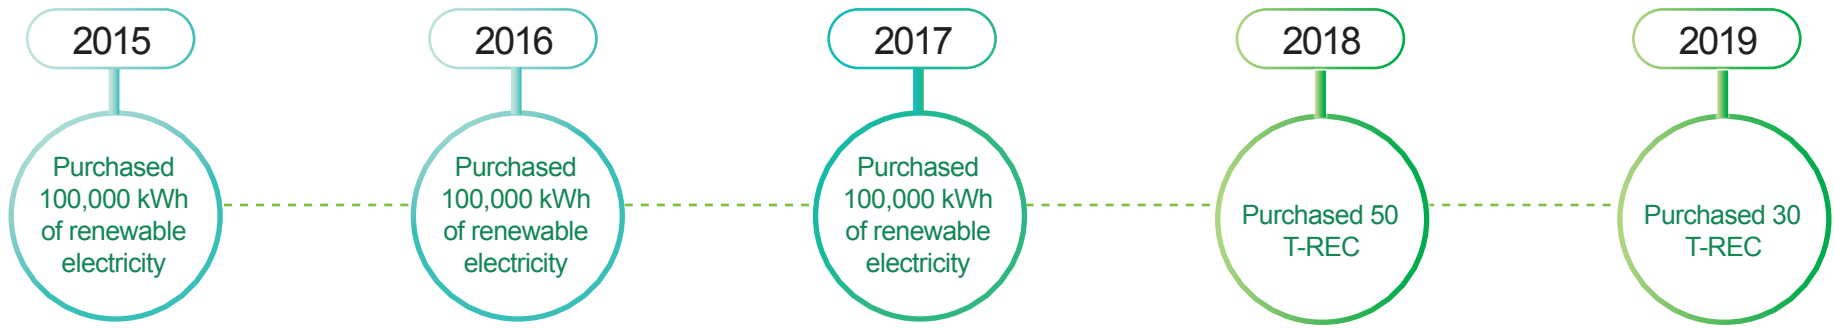 2015
Purchased
100,000 kWh
of renewable
electricity
2016
Purchased
100,000 kWh
of renewable
electricity
2017
Purchased
100,000 kWh
of renewable
electricity
2018
Purchased 50
T-REC
2019
Purchased 30
T-REC